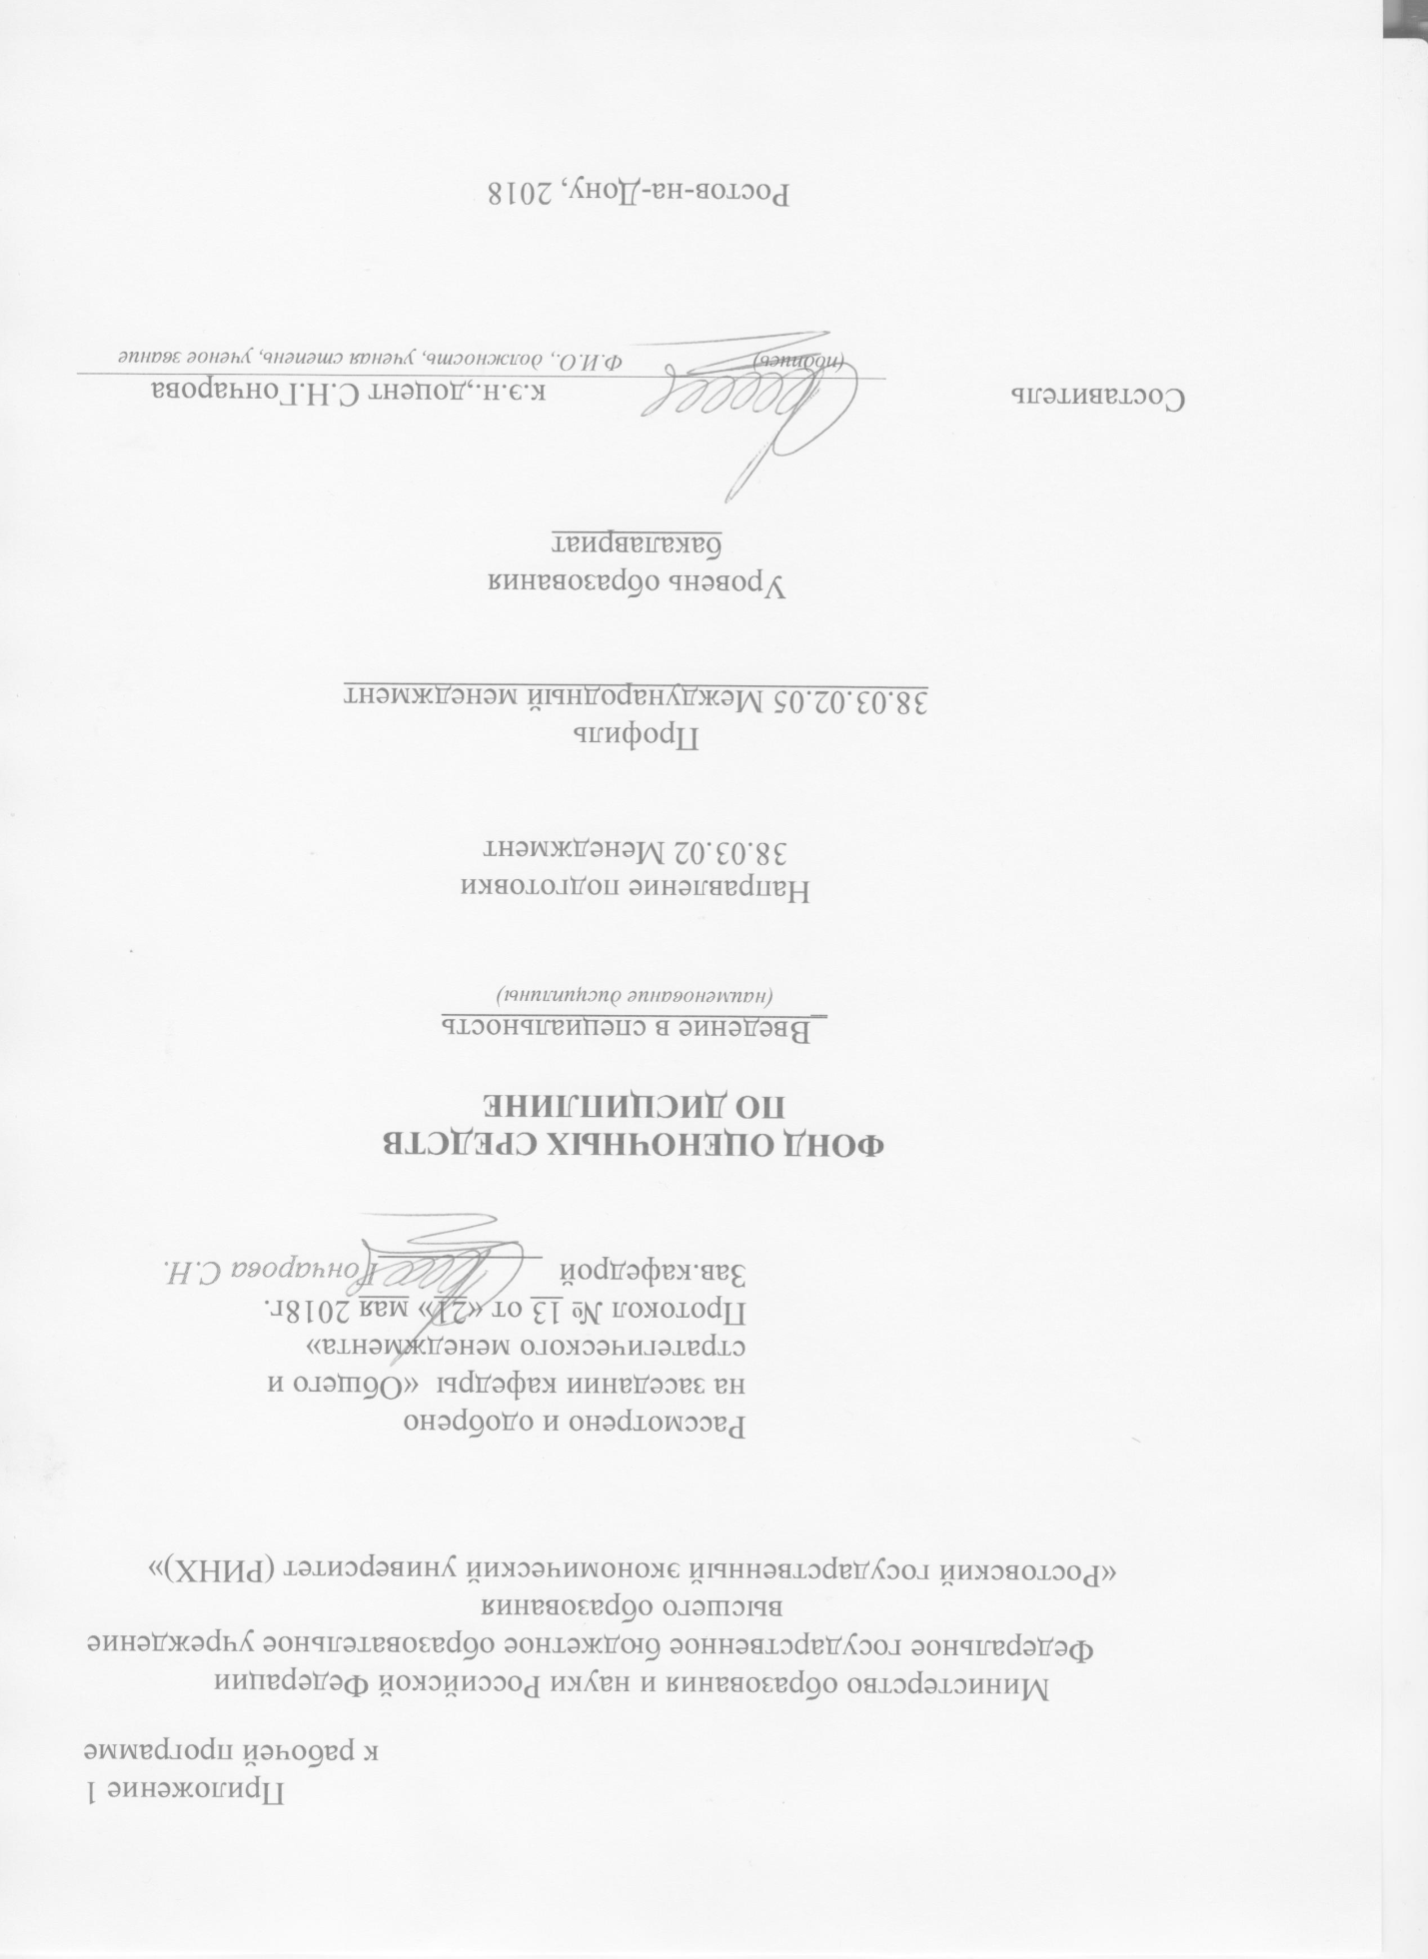 Приложение 1
к рабочей программе
Министерство образования и науки Российской Федерации
Федеральное государственное бюджетное образовательное учреждение
высшего образования
«Ростовский государственный экономический университет (РИНХ)»
Рассмотрено и одобрено
на заседании кафедры «Общего и
стратегического менеджмента»
Протокол № 13 от «21» мая 2018г.
Зав.кафедрой Гончарова С.Н.
ФОНД ОЦЕНОЧНЫХ СРЕДСТВ
ПО ДИСЦИПЛИНЕ
_Введение в специальность
(наименование дисциплины)
Направление подготовки
38.03.02 Менеджмент
Профиль
38.03.02.05 Международный менеджмент
Уровень образования
бакалавриат
Составитель к.э.н.,доцент С.Н.Гончарова
(подпись) Ф.И.О., должность, ученая степень, ученое звание
Ростов-на-Дону, 2018